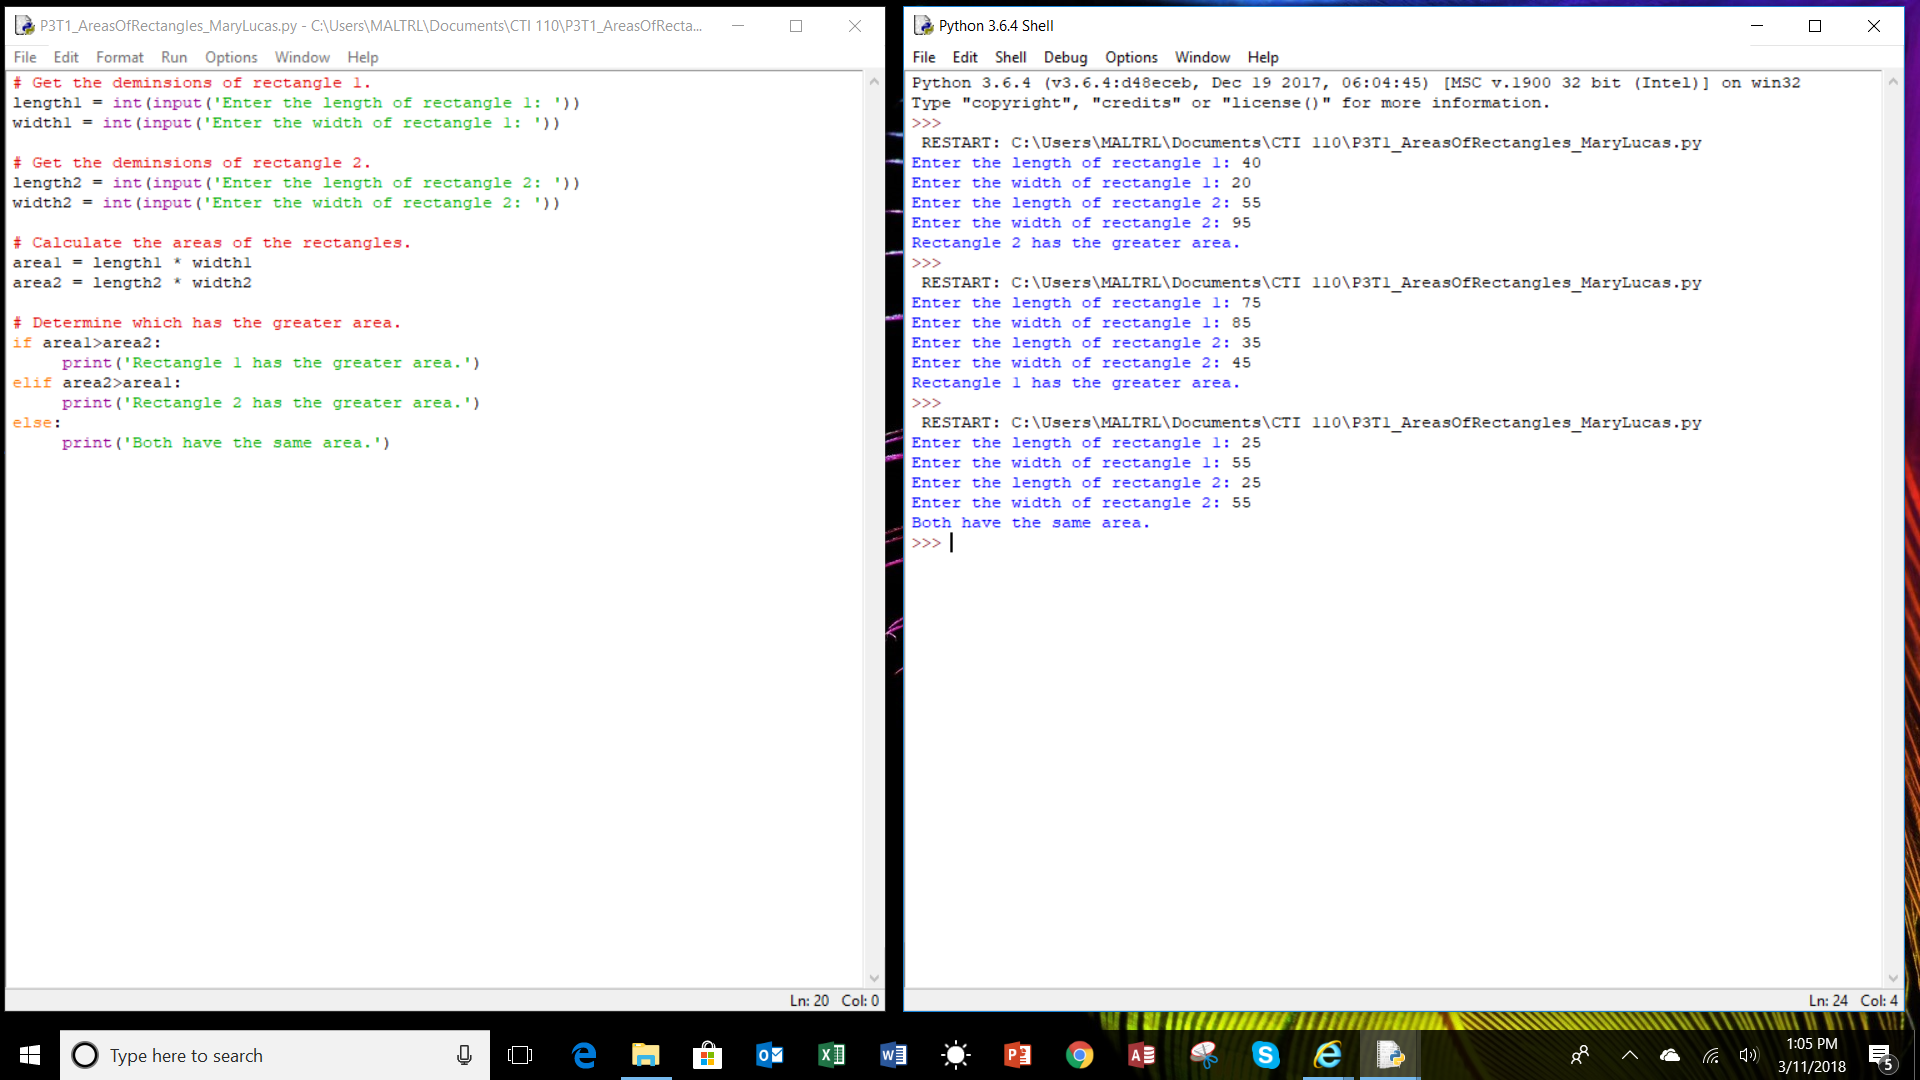 P3T1_AreasOfRectangles_MaryLucas.py - C:\Users\MALTRL\Documents\CTI 110\P3T1_AreasOfRecta...
File Edit Format Run Options Window Help
# Get the deminsions of rectangle 1.
length1 = int(input('Enter the length of rectangle 1: '))
width1 = int(input('Enter the width of rectangle 1: '))
# Get the deminsions of rectangle 2.
length2 = int(input('Enter the length of rectangle 2: '))
width2 = int(input('Enter the width of rectangle 2: '))
# Calculate the areas of the rectangles.
area1 = length1 * width1
area2 = length2 * width2
# Determine which has the greater area.
if area1>area2:
     print('Rectangle 1 has the greater area.')
elif area2>area1:
     print('Rectangle 2 has the greater area.')
else:
     print('Both have the same area.')
Ln: 20 Col: 0
Python 3.6.4 Shell
File Edit Shell Debug Options Window Help
Python 3.6.4 (v3.6.4:d48eceb, Dec 19 2017, 06:04:45) [MSC v.1900 32 bit (Intel)] on win32
Type "copyright", "credits" or "license()" for more information.
>>>
 RESTART: C:\Users\MALTRL\Documents\CTI 110\P3T1_AreasOfRectangles_MaryLucas.py
Enter the length of rectangle 1: 40
Enter the width of rectangle 1: 20
Enter the length of rectangle 2: 55
Enter the width of rectangle 2: 95
Rectangle 2 has the greater area.
>>>
 RESTART: C:\Users\MALTRL\Documents\CTI 110\P3T1_AreasOfRectangles_MaryLucas.py
Enter the length of rectangle 1: 75
Enter the width of rectangle 1: 85
Enter the length of rectangle 2: 35
Enter the width of rectangle 2: 45
Rectangle 1 has the greater area.
>>>
 RESTART: C:\Users\MALTRL\Documents\CTI 110\P3T1_AreasOfRectangles_MaryLucas.py
Enter the length of rectangle 1: 25
Enter the width of rectangle 1: 55
Enter the length of rectangle 2: 25
Enter the width of rectangle 2: 55
Both have the same area.
>>>
Ln: 24 Col: 4
Type here to search
1:05 PM
3/11/2018
5